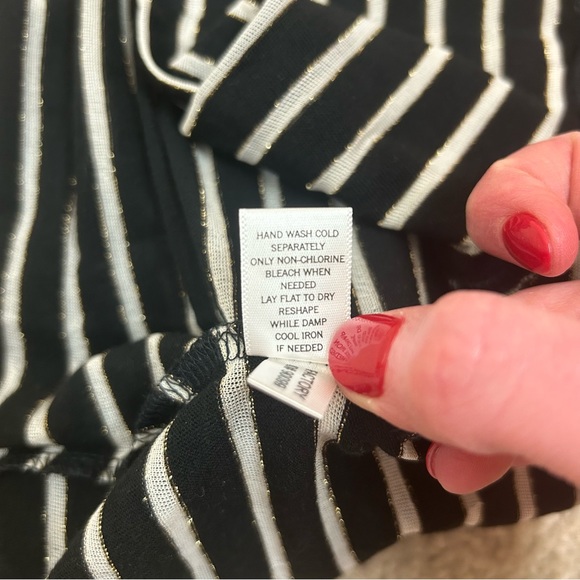 HAND WASH COLD
SEPARATELY
ONLY NON-CHLORINE
BLEACH WHEN
NEEDED
LAY FLAT TO DRY
RESHAPE
WHILE DAMP
COOL IRON
IF NEEDED
FACTORY